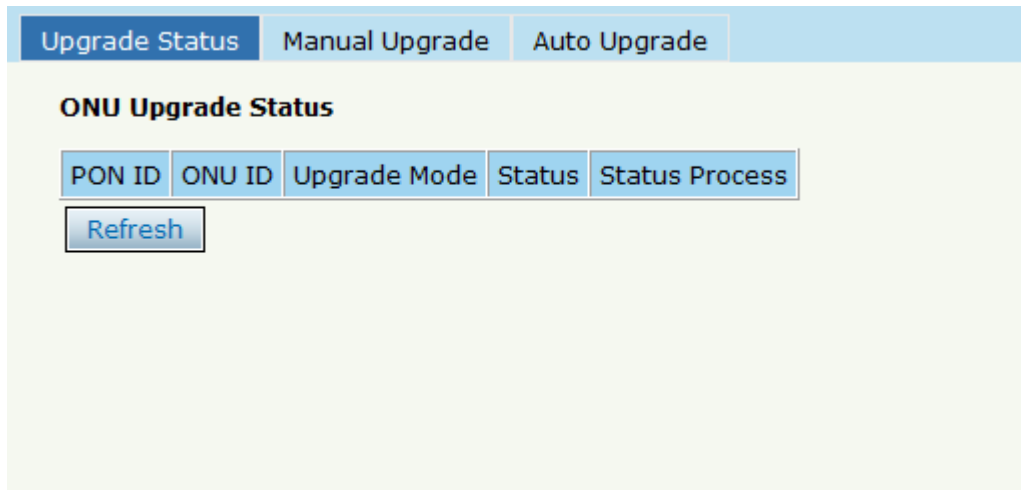 Upgrade Status Manual Upgrade Auto Upgrade
ONU Upgrade Status
PON ID ONU ID Upgrade Mode Status Status Process
Refresh